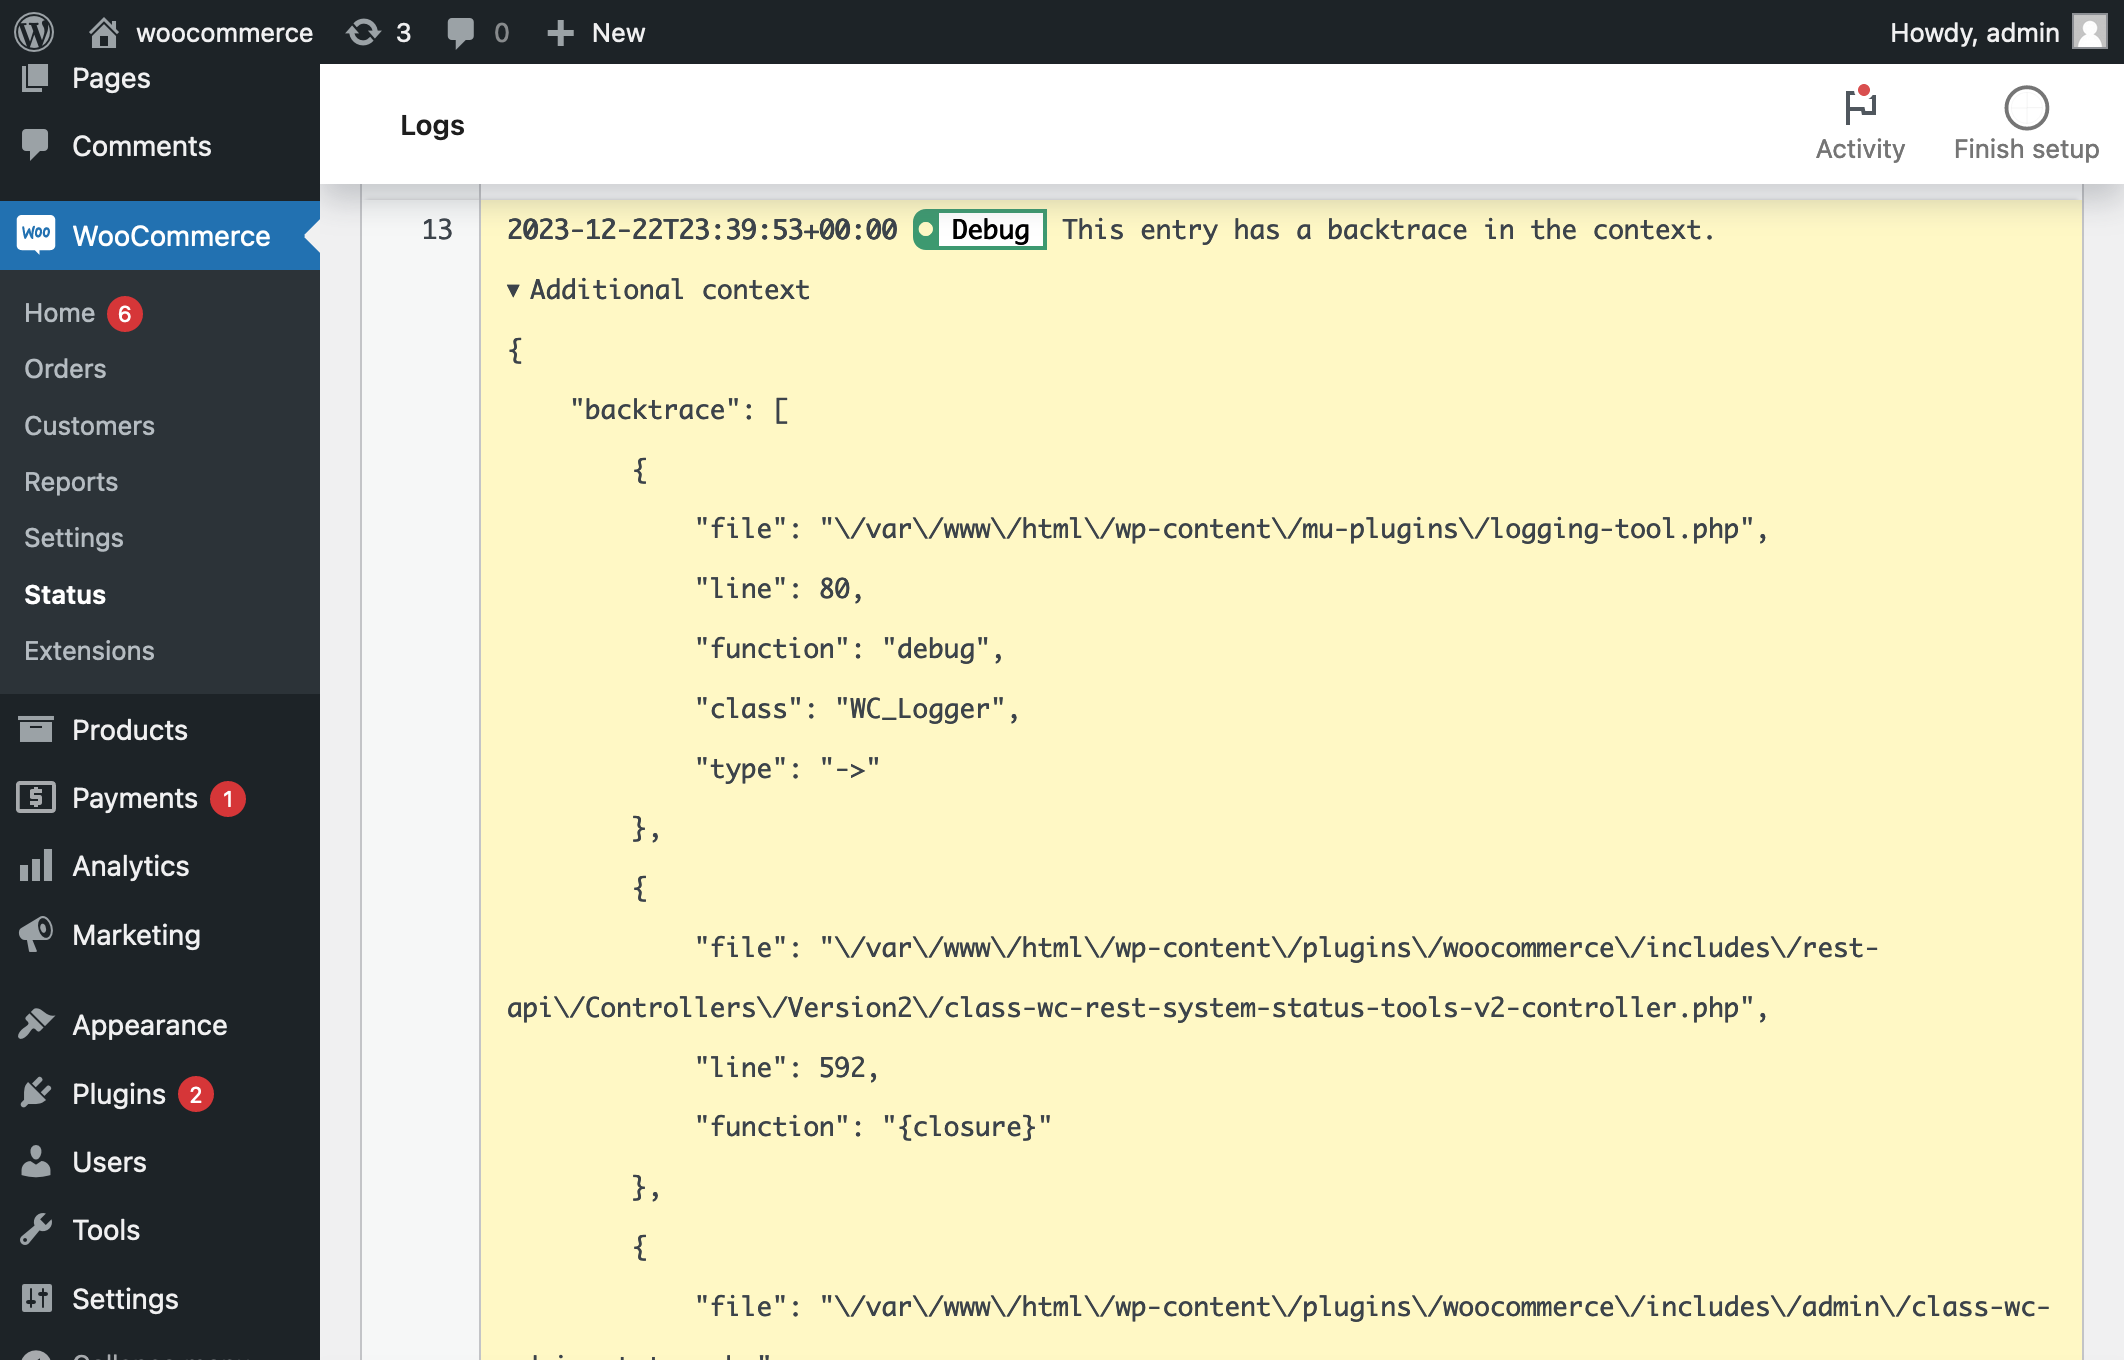 woocommerce 3 0 New Howdy, admin
Pages
Comments
WOO WooCommerce
Home 6
Orders
Customers
Reports
Settings
Status
Extensions
Products
Payments 1
Analytics
Marketing
Appearance
Plugins 2
Users
Tools
Settings
Logs
Activity
Finish setup
13 2023-12-22T23:39:53+00:00 Debug This entry has a backtrace in the context.
▼ Additional context
{
"backtrace": [
{
"file": "\/var\/www\/html\/wp-content\/mu-plugins\/logging-tool.php",
"line": 80,
"function": "debug",
"class": "WC_Logger",
"type": "->"
},
{
"file": "\/var\/www\/html\/wp-content\/plugins\/woocommerce\/includes\/rest-
api\/Controllers\/Version2\/class-wc-rest-system-status-tools-v2-controller.php",
"line": 592,
"function": "{closure}"
},
{
"file": "\/var\/www\/html\/wp-content\/plugins\/woocommerce\/includes\/admin\/class-wc-